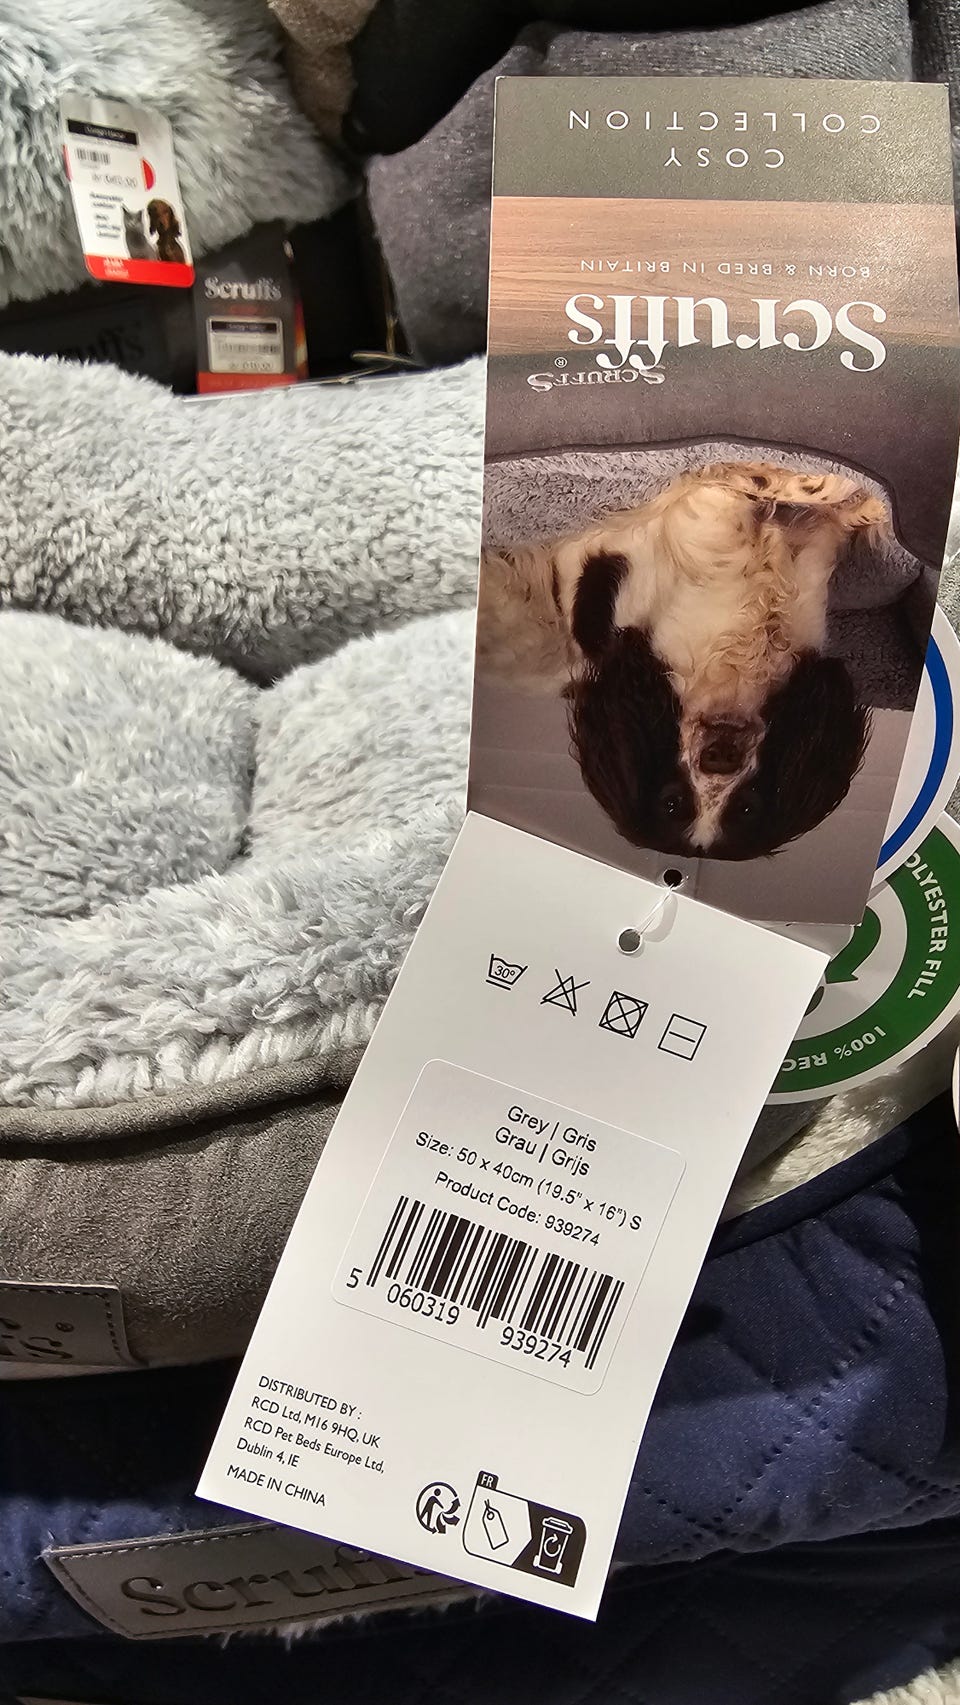 COSY
COLLECTION
Scruffs
BORN & BRED IN BRITAIN
SCRUFFS®
Scruffs
30°
Grey | Gris
Grau | Grijs
Size: 50 x 40cm (19.5" x 16") S
Product Code: 939274
5 060319 939274
DISTRIBUTED BY :
RCD Ltd, M16 9HQ, UK
RCD Pet Beds Europe Ltd,
Dublin 4, IE
MADE IN CHINA
FR
OLYESTER FILL
100% REC
Scruffs